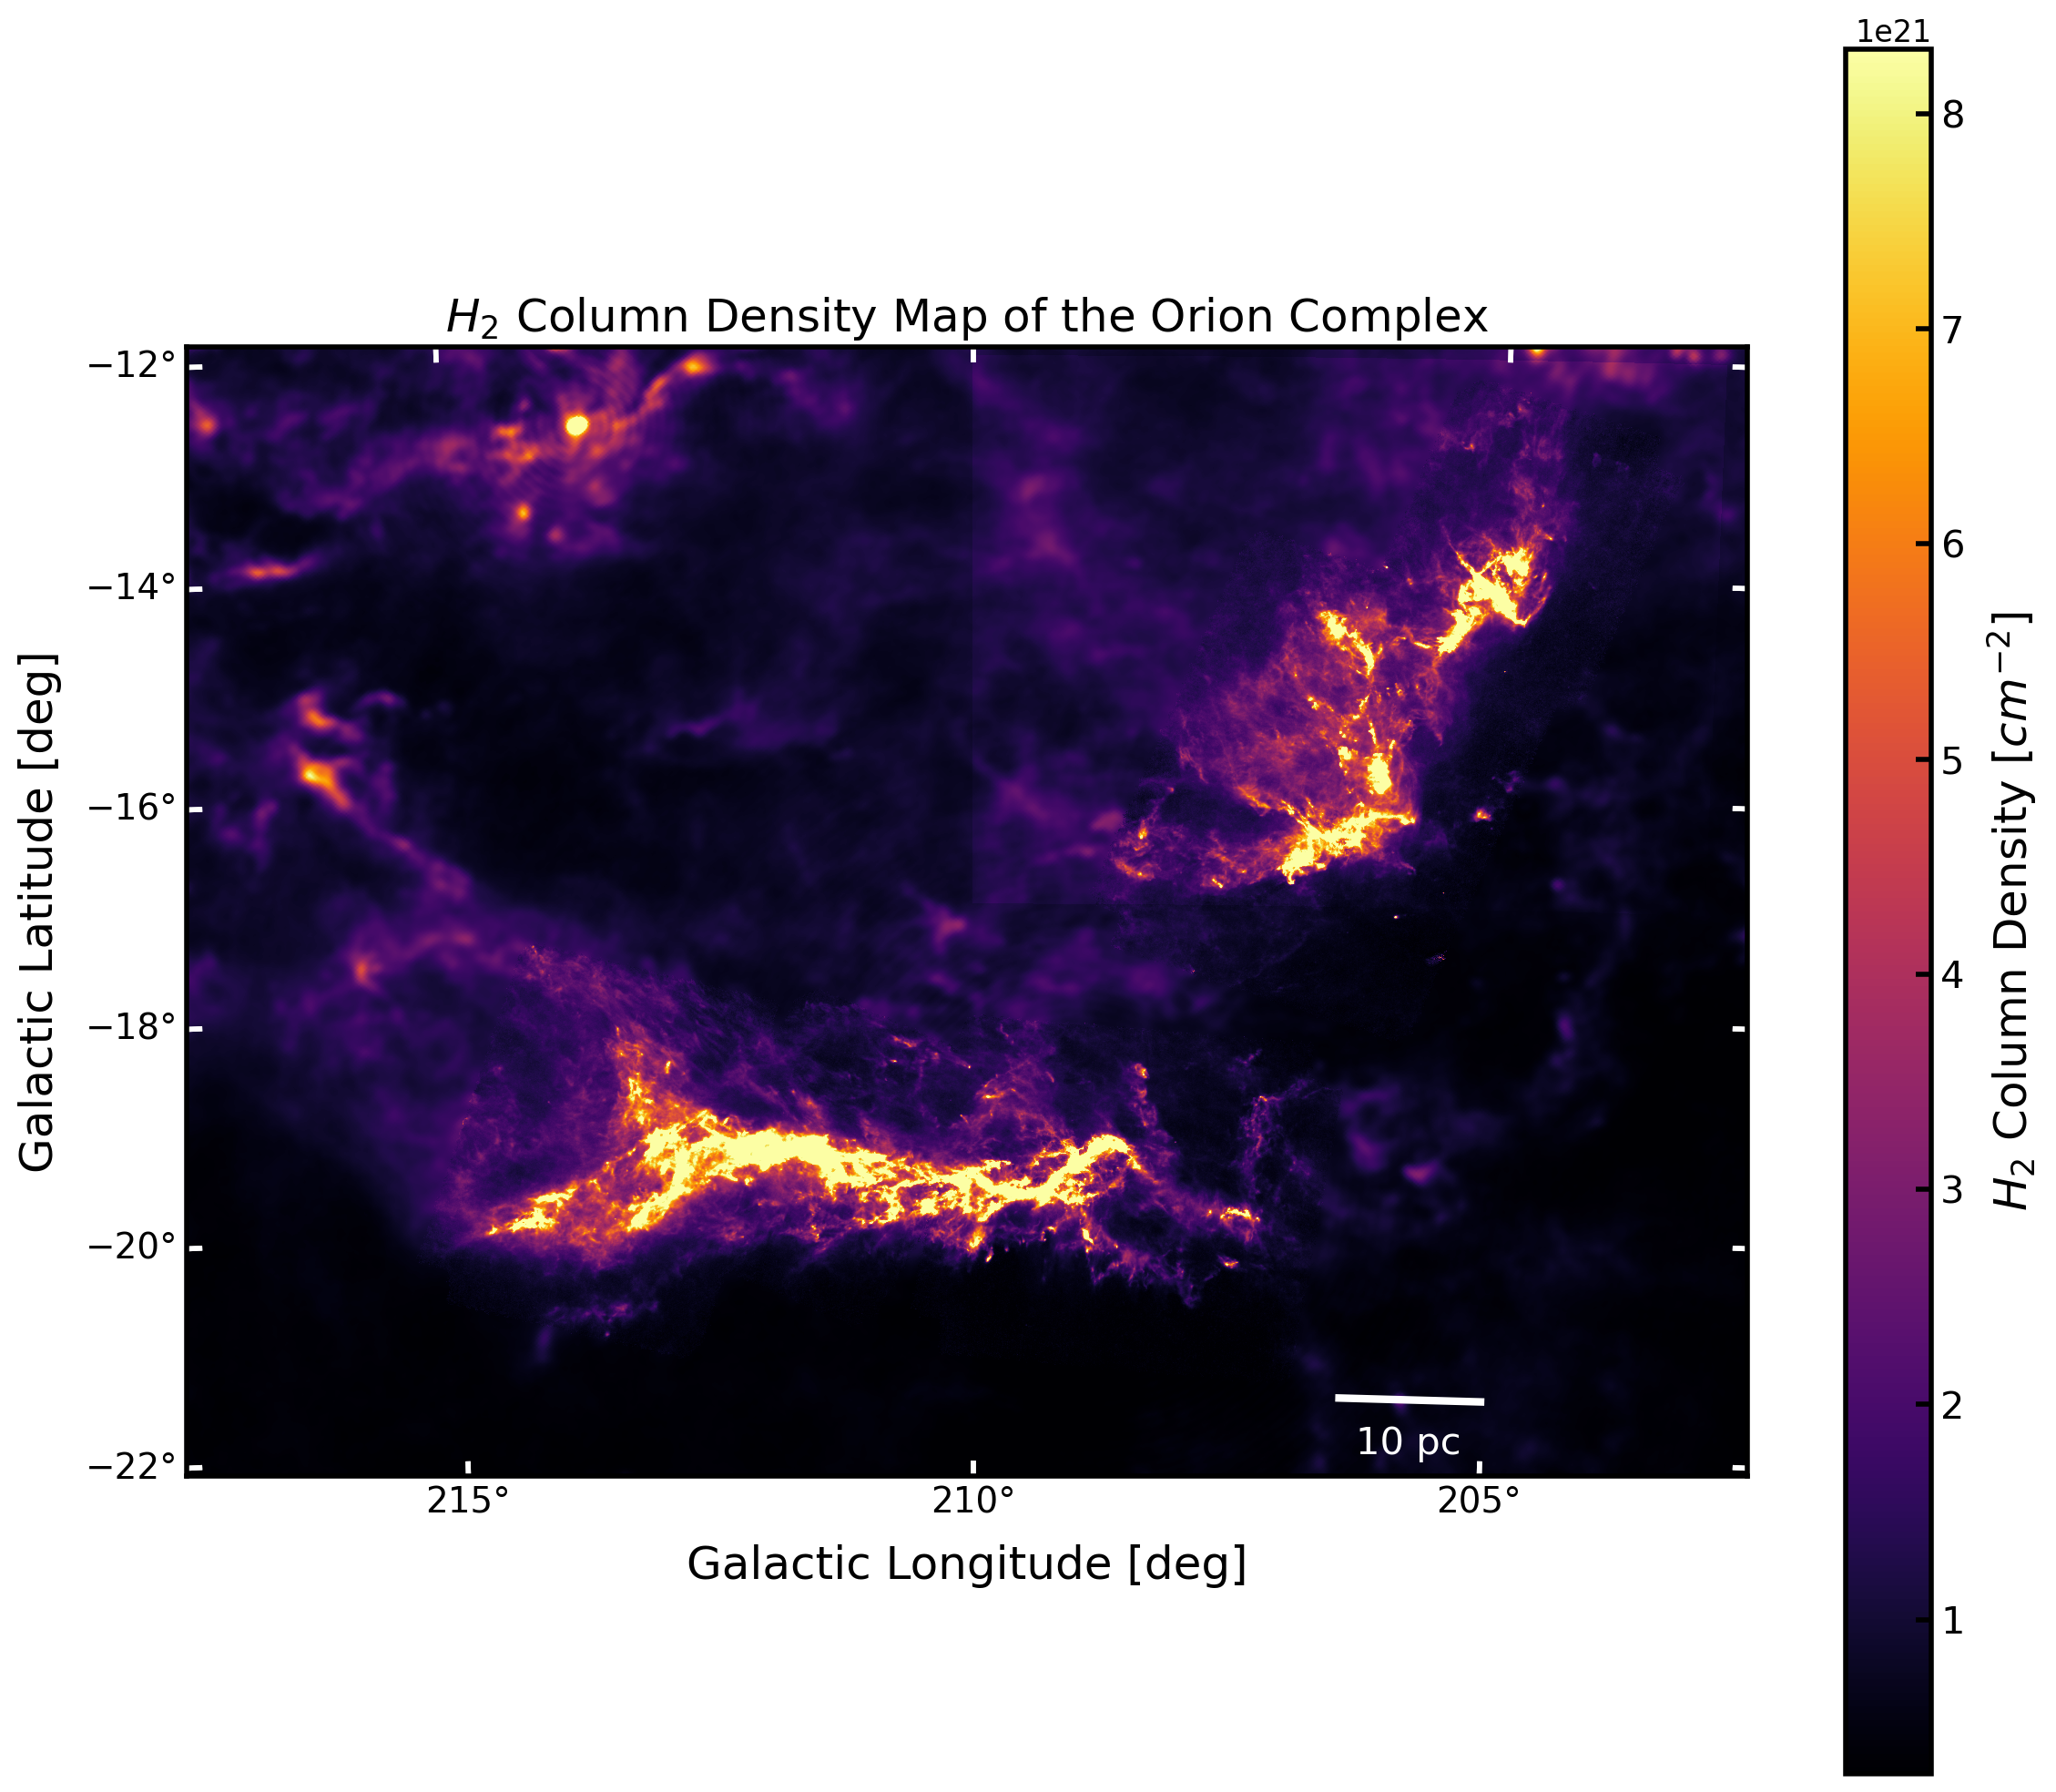 1e21
H₂ Column Density Map of the Orion Complex
−12°
−14°
−16°
−18°
−20°
−22°
Galactic Latitude [deg]
10 pc
215° 210° 205°
Galactic Longitude [deg]
8
7
6
5
4
3
2
1
H₂ Column Density [cm⁻²]